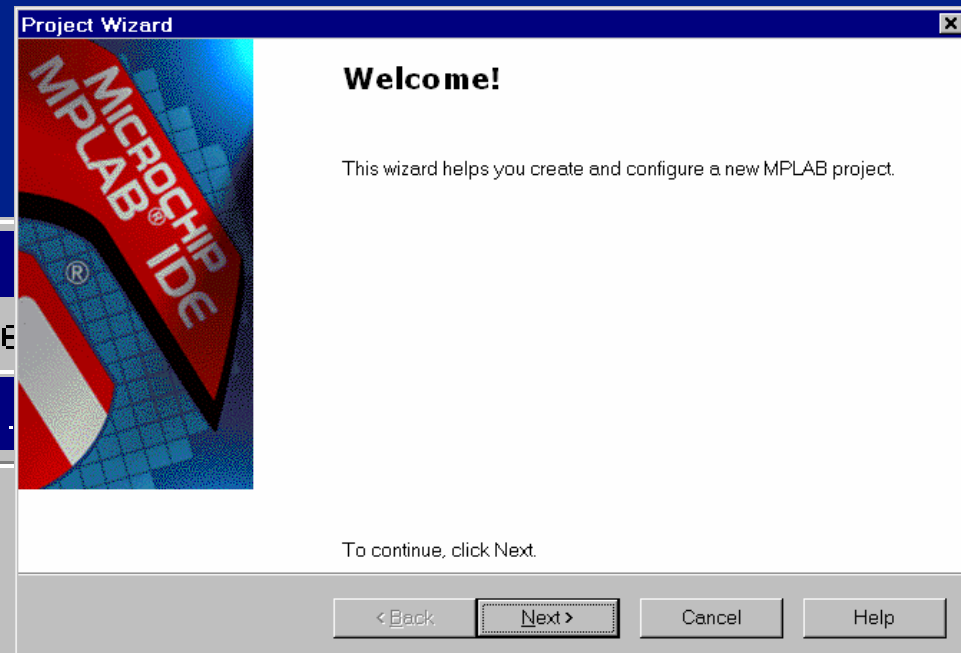 Project Wizard
MICROCHIP
MPLAB® IDE
®
Welcome!
This wizard helps you create and configure a new MPLAB project.
To continue, click Next.
< Back
Next >
Cancel
Help